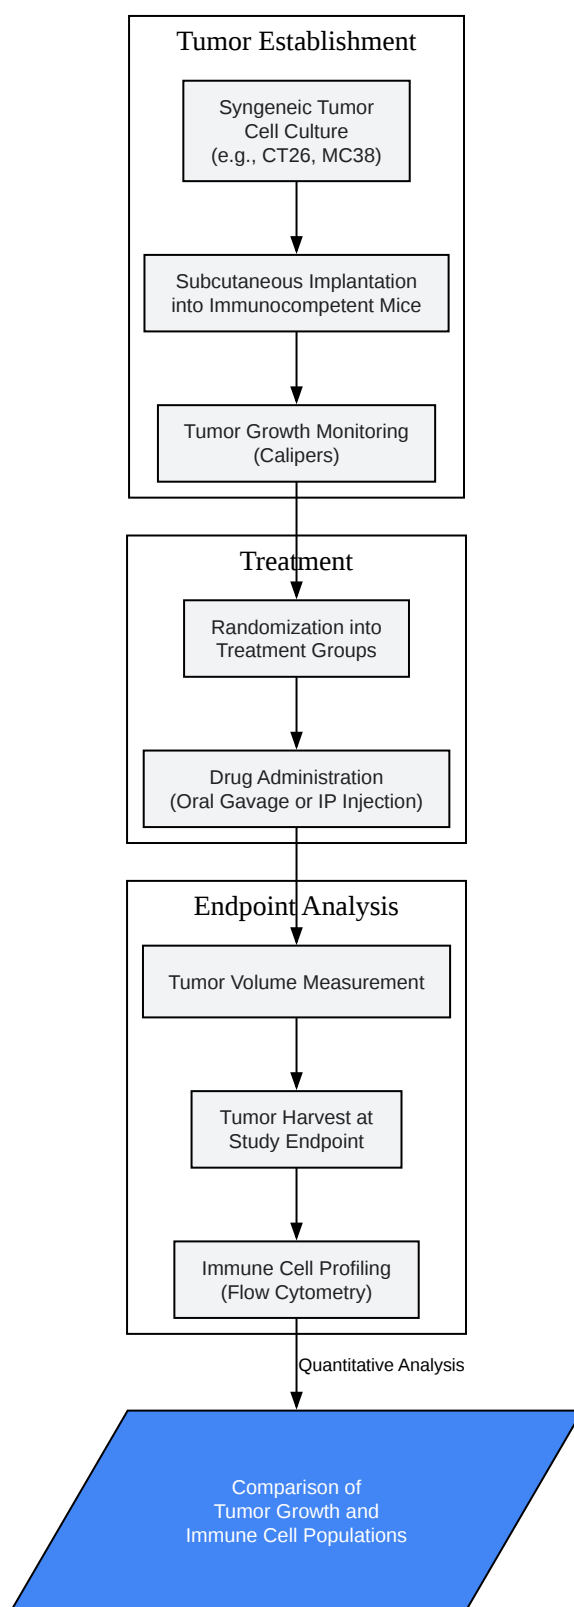 Tumor Establishment
Syngeneic Tumor
Cell Culture
(e.g., CT26, MC38)
Subcutaneous Implantation
into Immunocompetent Mice
Tumor Growth Monitoring
(Calipers)
Treatment
Randomization into
Treatment Groups
Drug Administration
(Oral Gavage or IP Injection)
Endpoint Analysis
Tumor Volume Measurement
Tumor Harvest at
Study Endpoint
Immune Cell Profiling
(Flow Cytometry)
Quantitative Analysis
Comparison of
Tumor Growth and
Immune Cell Populations